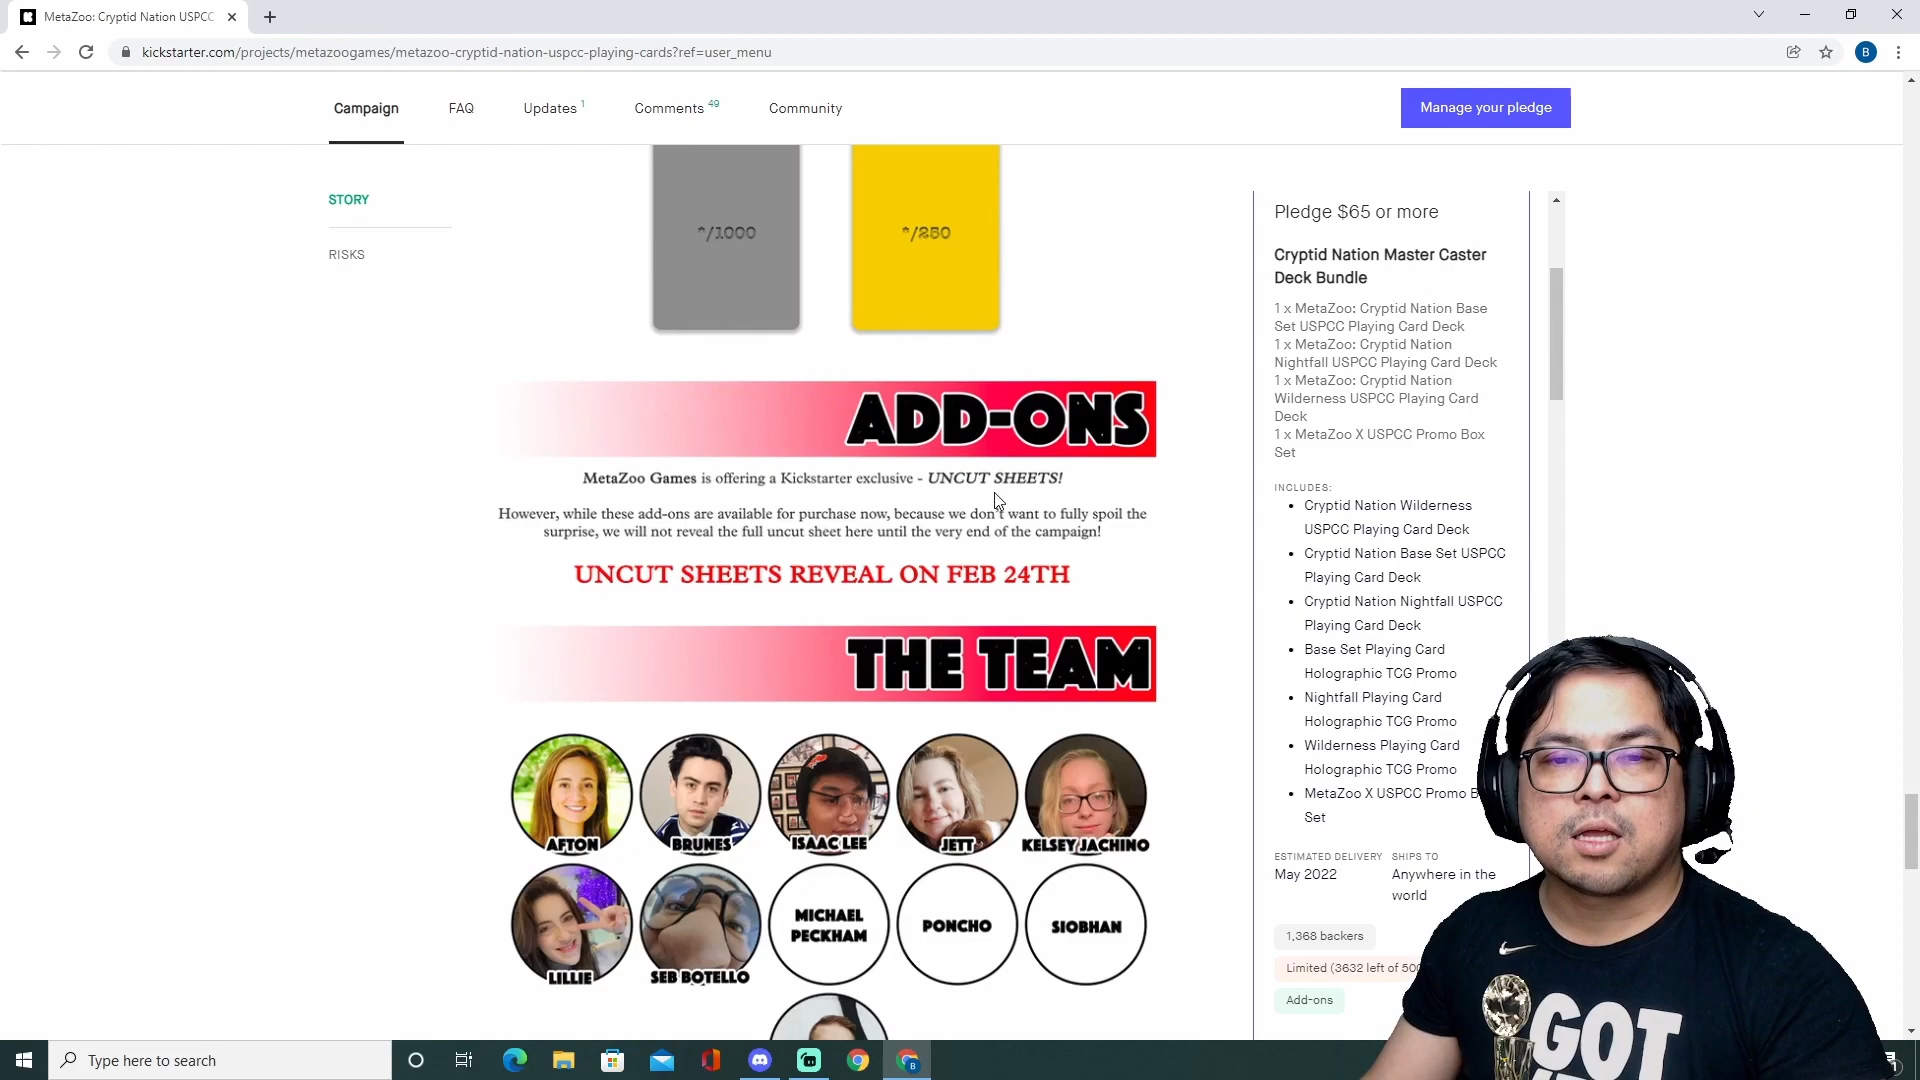 MetaZoo: Cryptid Nation USPCC
kickstarter.com/projects/metazoogames/metazoo-cryptid-nation-uspcc-playing-cards?ref=user_menu
B
Campaign
FAQ
Updates 1
Comments 49
Community
Manage your pledge
STORY
RISKS
*/1000
*/250
ADD-ONS
MetaZoo Games is offering a Kickstarter exclusive - UNCUT SHEETS!
However, while these add-ons are available for purchase now, because we don't want to fully spoil the
surprise, we will not reveal the full uncut sheet here until the very end of the campaign!
UNCUT SHEETS REVEAL ON FEB 24TH
THE TEAM
AFTON
BRUNES
ISAAC LEE
JETT
KELSEY JACHINO
LILLIE
SEB BOTELLO
MICHAEL
PECKHAM
PONCHO
SIOBHAN
Pledge $65 or more
Cryptid Nation Master Caster
Deck Bundle
1 x MetaZoo: Cryptid Nation Base
Set USPCC Playing Card Deck
1 x MetaZoo: Cryptid Nation
Nightfall USPCC Playing Card Deck
1 x MetaZoo: Cryptid Nation
Wilderness USPCC Playing Card
Deck
1 x MetaZoo X USPCC Promo Box
Set
INCLUDES:
Cryptid Nation Wilderness
USPCC Playing Card Deck
Cryptid Nation Base Set USPCC
Playing Card Deck
Cryptid Nation Nightfall USPCC
Playing Card Deck
Base Set Playing Card
Holographic TCG Promo
Nightfall Playing Card
Holographic TCG Promo
Wilderness Playing Card
Holographic TCG Promo
MetaZoo X USPCC Promo B
Set
ESTIMATED DELIVERY
May 2022
SHIPS TO
Anywhere in the
world
1,368 backers
Limited (3632 left of 500
Add-ons
GOT
Type here to search
B